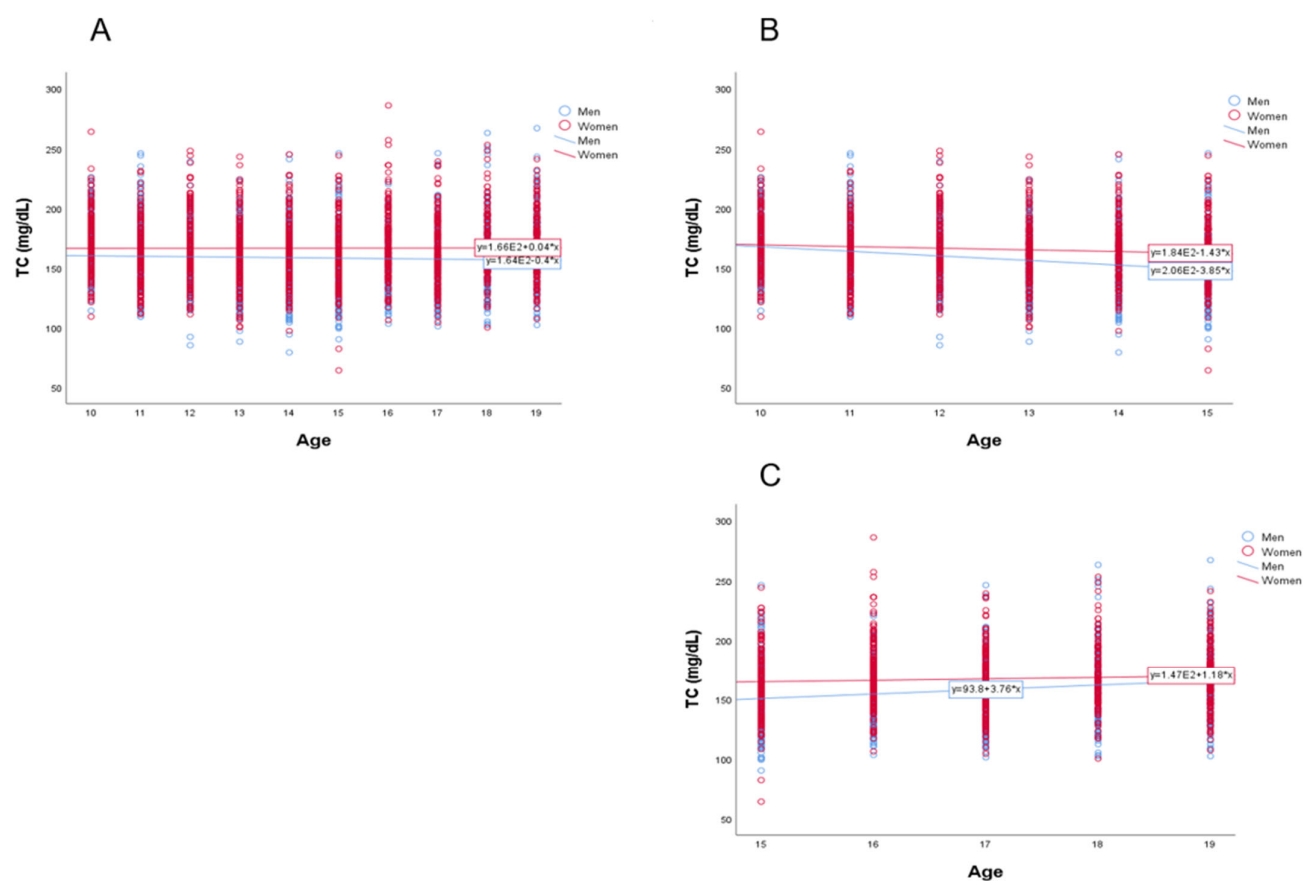 A
TC (mg/dL)
300
250
200
150
100
50
10 11 12 13 14 15 16 17 18 19
Age
Men
Women
Men
Women
y=1.66E2+0.04*x
y=1.64E2-0.4*x
B
TC (mg/dL)
300
250
200
150
100
50
10 11 12 13 14 15
Age
Men
Women
Men
Women
y=1.84E2-1.43*x
y=2.06E2-3.85*x
C
TC (mg/dL)
300
250
200
150
100
50
15 16 17 18 19
Age
Men
Women
Men
Women
y=93.8+3.76*x
y=1.47E2+1.18*x